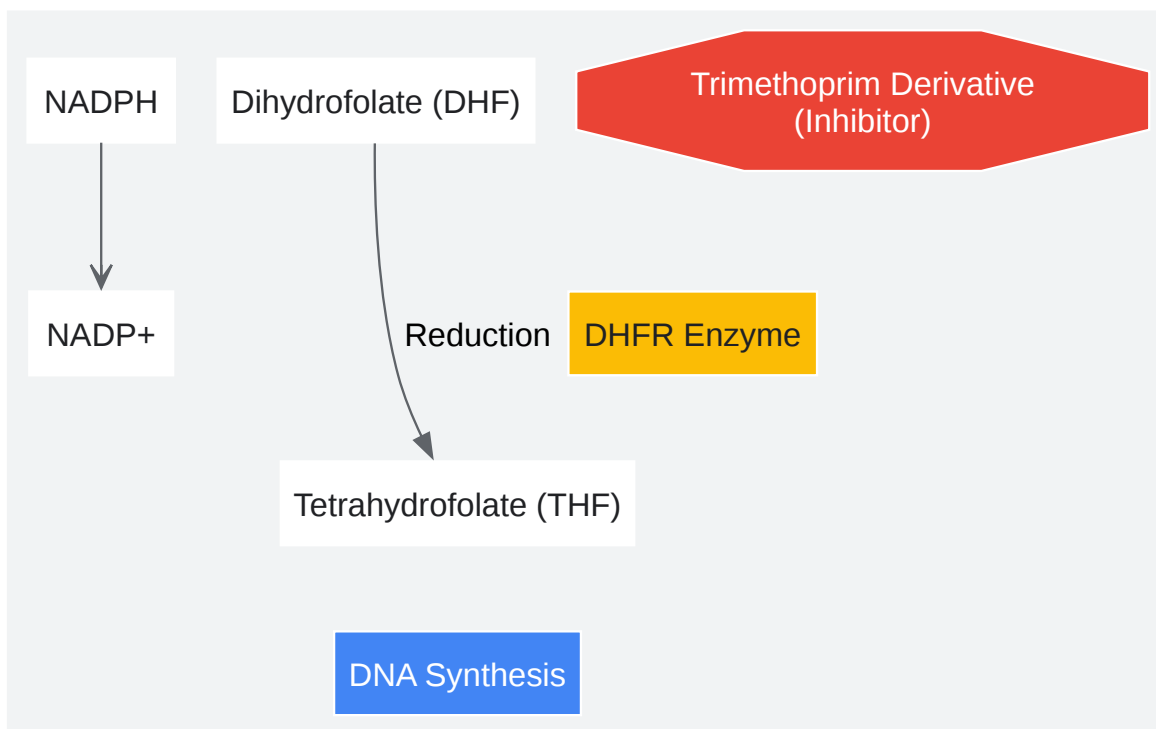 NADPH
Dihydrofolate (DHF)
Trimethoprim Derivative
(Inhibitor)
NADP+
Reduction
DHFR Enzyme
Tetrahydrofolate (THF)
DNA Synthesis